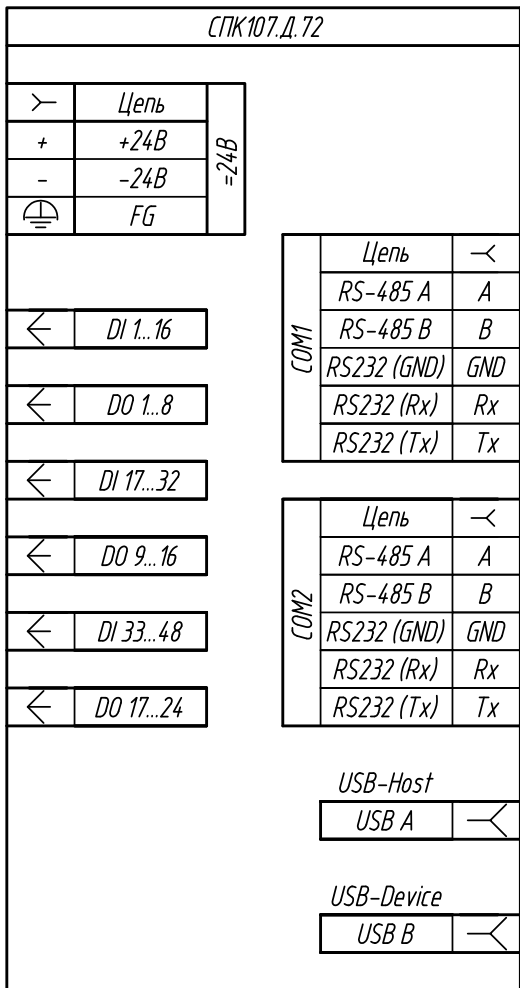 СПК107.Д.72
Цепь
+ +24В
- -24В
FG
=24В
DI 1...16
DO 1...8
DI 17...32
DO 9...16
DI 33...48
DO 17...24
COM1
Цепь
RS-485 A A
RS-485 B B
RS232 (GND) GND
RS232 (Rx) Rx
RS232 (Tx) Tx
COM2
Цепь
RS-485 A A
RS-485 B B
RS232 (GND) GND
RS232 (Rx) Rx
RS232 (Tx) Tx
USB-Host
USB A
USB-Device
USB B